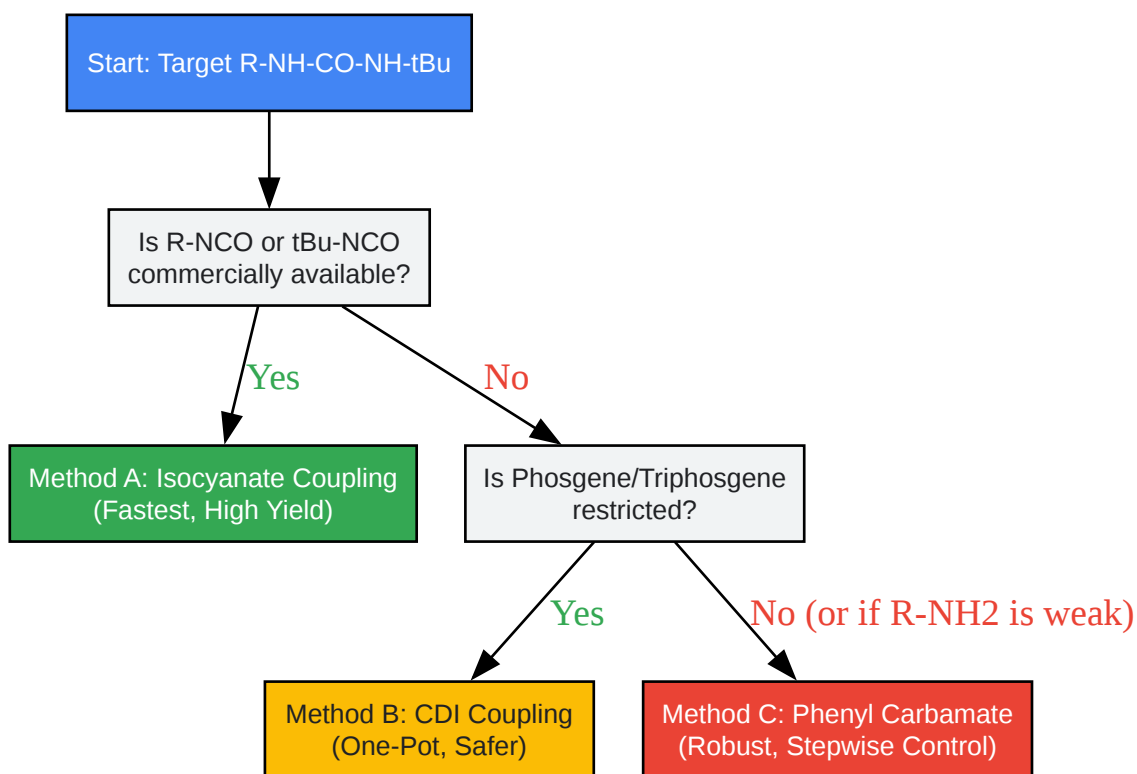 Start: Target R-NH-CO-NH-tBu
Is R-NCO or tBu-NCO
commercially available?
Yes
No
Method A: Isocyanate Coupling
(Fastest, High Yield)
Is Phosgene/Triphosgene
restricted?
Yes
No (or if R-NH2 is weak)
Method B: CDI Coupling
(One-Pot, Safer)
Method C: Phenyl Carbamate
(Robust, Stepwise Control)